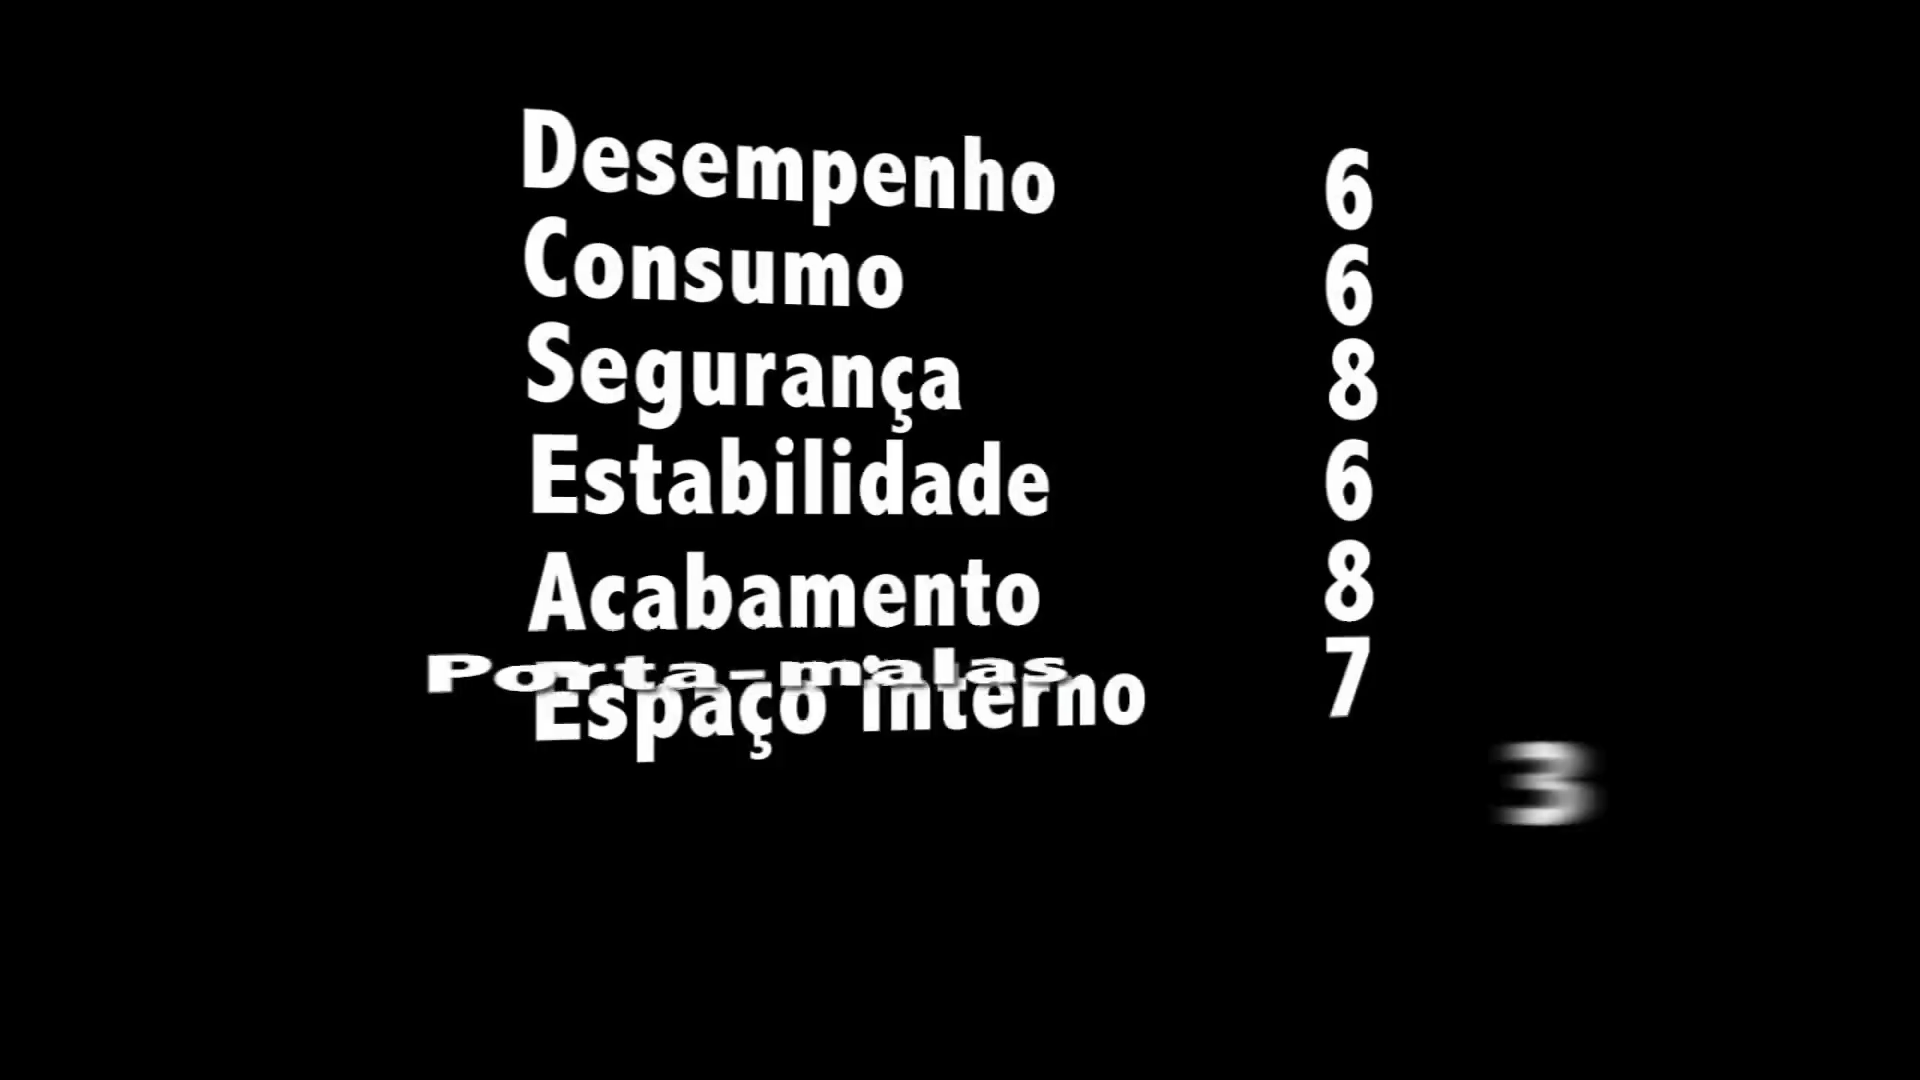 Desempenho 6
Consumo 6
Segurança 8
Estabilidade 6
Acabamento 8
Espaço interno 7
Porta-malas 3